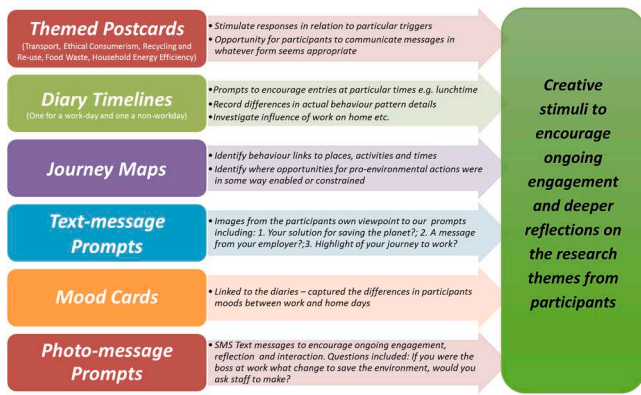 Themed Postcards
(Transport, Ethical Consumerism, Recycling and
Re-use, Food Waste, Household Energy Efficiency)
• Stimulate responses in relation to particular triggers
• Opportunity for participants to communicate messages in
whatever form seems appropriate
Diary Timelines
(One for a work-day and one a non-workday)
•Prompts to encourage entries at particular times e.g. lunchtime
• Record differences in actual behaviour pattern details
• Investigate influence of work on home etc.
Journey Maps
• Identify behaviour links to places, activities and times
• Identify where opportunities for pro-environmental actions were
in some way enabled or constrained
Text-message
Prompts
• Images from the participants own viewpoint to our prompts
including: 1. Your solution for saving the planet?; 2. A message
from your employer?;3. Highlight of your journey to work?
Mood Cards
• Linked to the diaries – captured the differences in participants
moods between work and home days
Photo-message
Prompts
• SMS Text messages to encourage ongoing engagement,
reflection and interaction. Questions included: If you were the
boss at work what change to save the environment, would you
ask staff to make?
Creative
stimuli to
encourage
ongoing
engagement
and deeper
reflections on
the research
themes from
participants